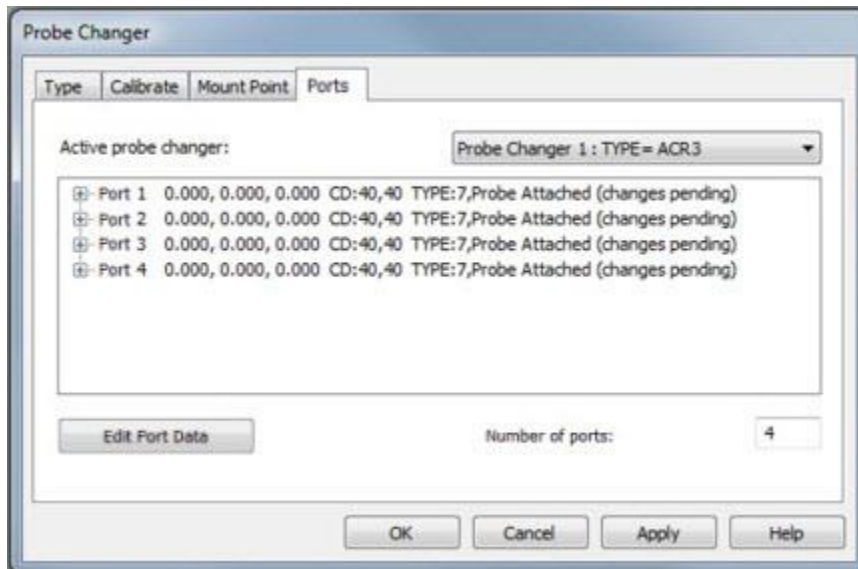 Probe Changer
Type Calibrate Mount Point Ports
Active probe changer: Probe Changer 1 : TYPE= ACR3
Port 1 0.000, 0.000, 0.000 CD:40,40 TYPE:7,Probe Attached (changes pending)
Port 2 0.000, 0.000, 0.000 CD:40,40 TYPE:7,Probe Attached (changes pending)
Port 3 0.000, 0.000, 0.000 CD:40,40 TYPE:7,Probe Attached (changes pending)
Port 4 0.000, 0.000, 0.000 CD:40,40 TYPE:7,Probe Attached (changes pending)
Edit Port Data Number of ports: 4
OK Cancel Apply Help